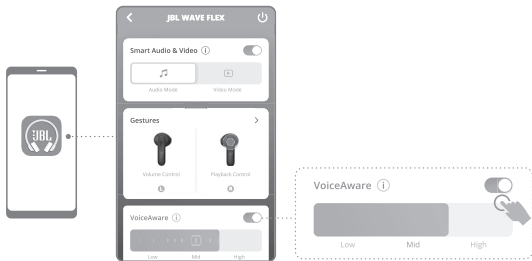 JBL WAVE FLEX
Smart Audio & Video i
Audio Mode Video Mode
Gestures
JBL
Volume Control Playback Control
L R
VoiceAware i
Low Mid High
VoiceAware i
Low Mid High